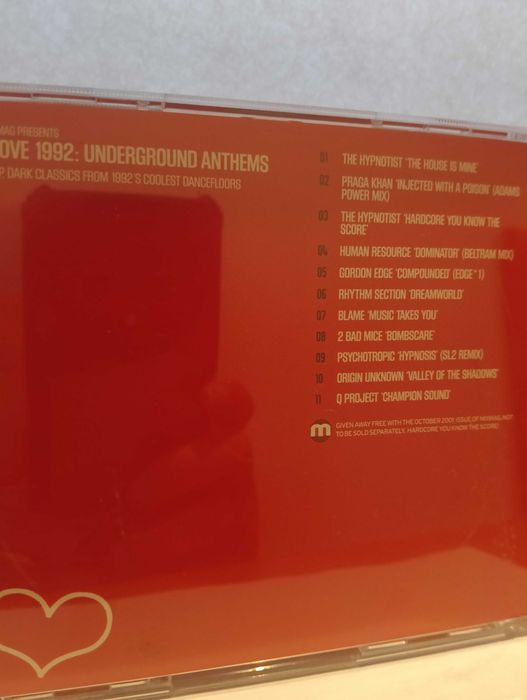 MAG PRESENTS
OVE 1992: UNDERGROUND ANTHEMS
P, DARK CLASSICS FROM 1992'S COOLEST DANCEFLOORS
01 THE HYPNOTIST 'THE HOUSE IS MINE'
02 PRAGA KHAN 'INJECTED WITH A POISON' (ADAMS
POWER MIX)
03 THE HYPNOTIST 'HARDCORE YOU KNOW THE
SCORE'
04 HUMAN RESOURCE 'DOMINATOR' (BELTRAM MIX)
05 GORDON EDGE 'COMPOUNDED' (EDGE*1)
06 RHYTHM SECTION 'DREAMWORLD'
07 BLAME 'MUSIC TAKES YOU'
08 2 BAD MICE 'BOMBSCARE'
09 PSYCHOTROPIC 'HYPNOSIS' (SL2 REMIX)
10 ORIGIN UNKNOWN 'VALLEY OF THE SHADOWS'
11 Q PROJECT 'CHAMPION SOUND'
m GIVEN AWAY FREE WITH THE OCTOBER 2001 ISSUE OF MIXMAG. NOT
TO BE SOLD SEPARATELY. HARDCORE YOU KNOW THE SCORE!